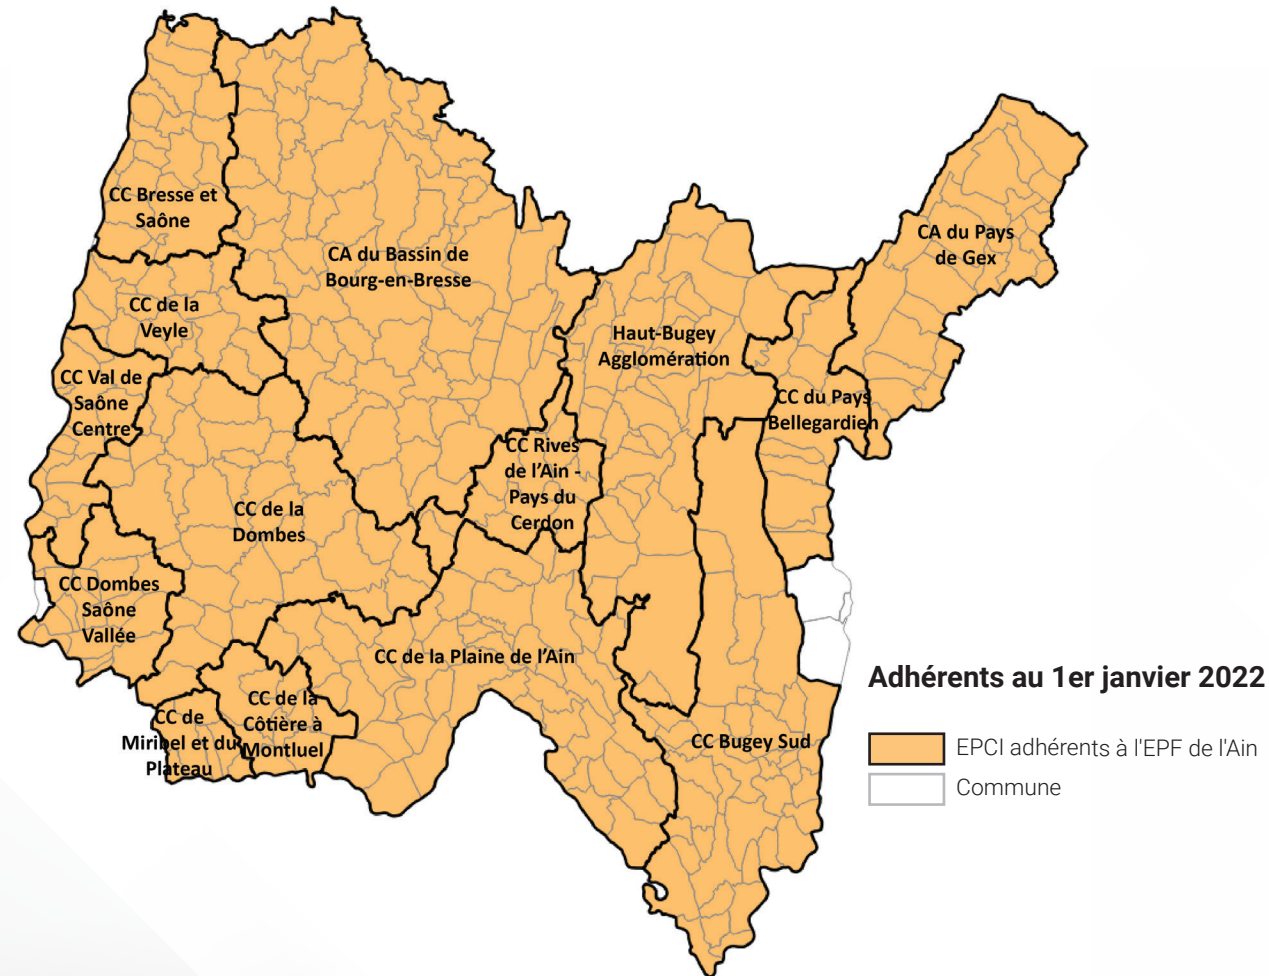 CC Bresse et
Saône
CA du Bassin de
Bourg-en-Bresse
CA du Pays
de Gex
CC de la
Veyle
Haut-Bugey
Agglomération
CC Val de
Saône
Centre
CC du Pays
Bellegardien
CC Rives
de l'Ain -
Pays du
Cerdon
CC de la
Dombes
CC Dombes
Saône
Vallée
CC de la Plaine de l'Ain
CC de la
Côtière à
Montluel
CC de
Miribel et du
Plateau
CC Bugey Sud
Adhérents au 1er janvier 2022
EPCI adhérents à l'EPF de l'Ain
Commune